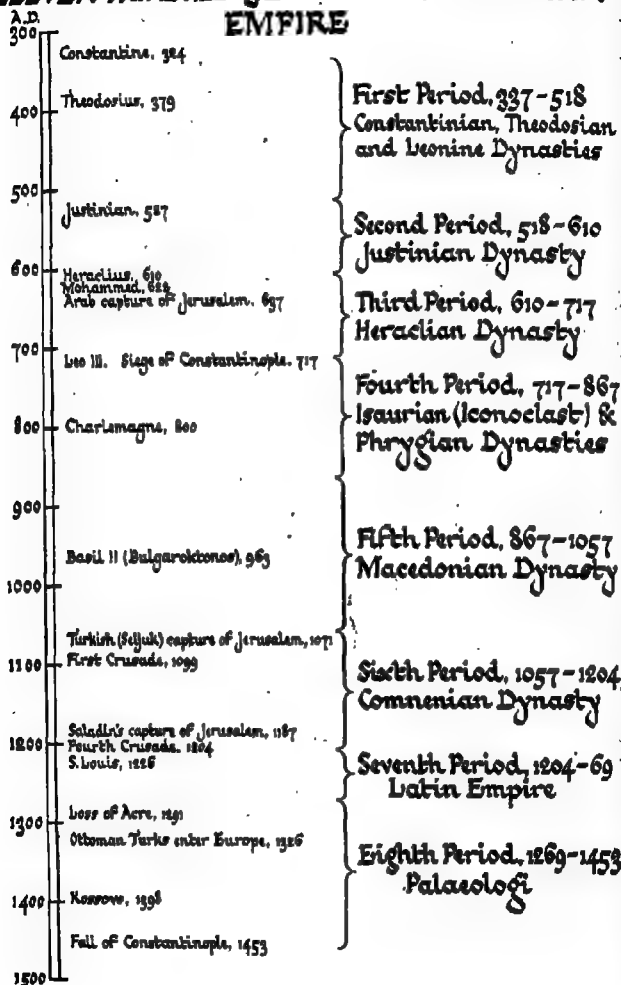 EMPIRE
A.D.
300
Constantine, 324
Theodosius, 379
400
500
Justinian, 527
600
Heraclius, 610
Mohammed, 622
Arab capture of Jerusalem. 637
700
Leo III. Siege of Constantinople. 717
800
Charlemagne, 800
900
Basil II (Bulgaroktonos), 963
1000
Turkish (Seljuk) capture of Jerusalem, 1071
1100
First Crusade, 1099
Saladin's capture of Jerusalem, 1187
1200
Fourth Crusade. 1204
S. Louis, 1226
Loss of Acre, 1291
1300
Ottoman Turks enter Europe, 1326
1400
Kossovo, 1398
Fall of Constantinople, 1453
1500
First Period, 337-518
Constantinian, Theodosian
and Leonine Dynasties
Second Period, 518-610
Justinian Dynasty
Third Period, 610-717
Heraclian Dynasty
Fourth Period, 717-867
Isaurian (Iconoclast) &
Phrygian Dynasties
Fifth Period, 867-1057
Macedonian Dynasty
Sixth Period, 1057-1204
Comnenian Dynasty
Seventh Period, 1204-69
Latin Empire
Eighth Period, 1269-1453
Palaeologi